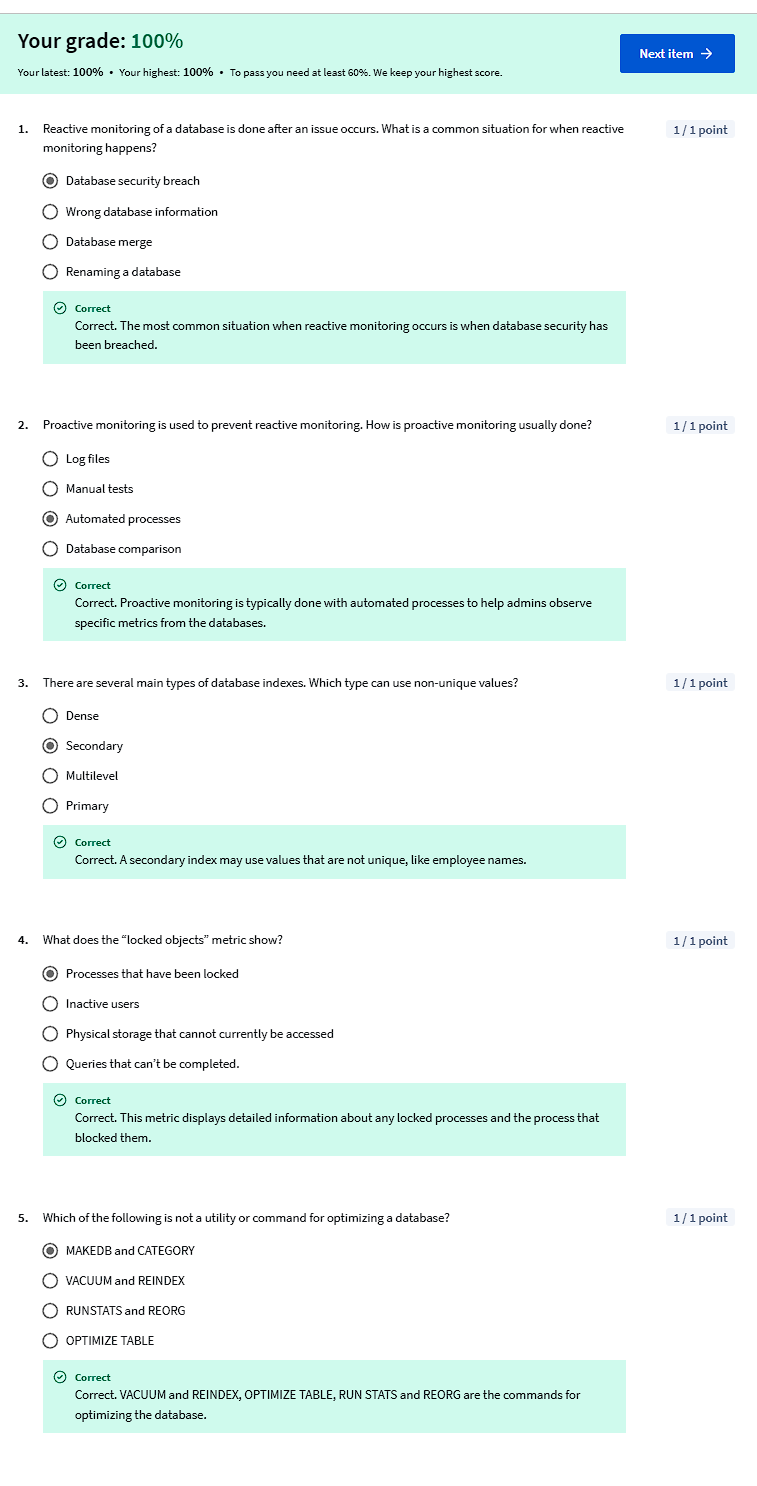 Your grade: 100%
Next item →
Your latest: 100% • Your highest: 100% • To pass you need at least 60%. We keep your highest score.
1. Reactive monitoring of a database is done after an issue occurs. What is a common situation for when reactive
monitoring happens?
1 / 1 point
Database security breach
Wrong database information
Database merge
Renaming a database
Correct
Correct. The most common situation when reactive monitoring occurs is when database security has
been breached.
2. Proactive monitoring is used to prevent reactive monitoring. How is proactive monitoring usually done?
1 / 1 point
Log files
Manual tests
Automated processes
Database comparison
Correct
Correct. Proactive monitoring is typically done with automated processes to help admins observe
specific metrics from the databases.
3. There are several main types of database indexes. Which type can use non-unique values?
1 / 1 point
Dense
Secondary
Multilevel
Primary
Correct
Correct. A secondary index may use values that are not unique, like employee names.
4. What does the “locked objects” metric show?
1 / 1 point
Processes that have been locked
Inactive users
Physical storage that cannot currently be accessed
Queries that can’t be completed.
Correct
Correct. This metric displays detailed information about any locked processes and the process that
blocked them.
5. Which of the following is not a utility or command for optimizing a database?
1 / 1 point
MAKEDB and CATEGORY
VACUUM and REINDEX
RUNSTATS and REORG
OPTIMIZE TABLE
Correct
Correct. VACUUM and REINDEX, OPTIMIZE TABLE, RUN STATS and REORG are the commands for
optimizing the database.